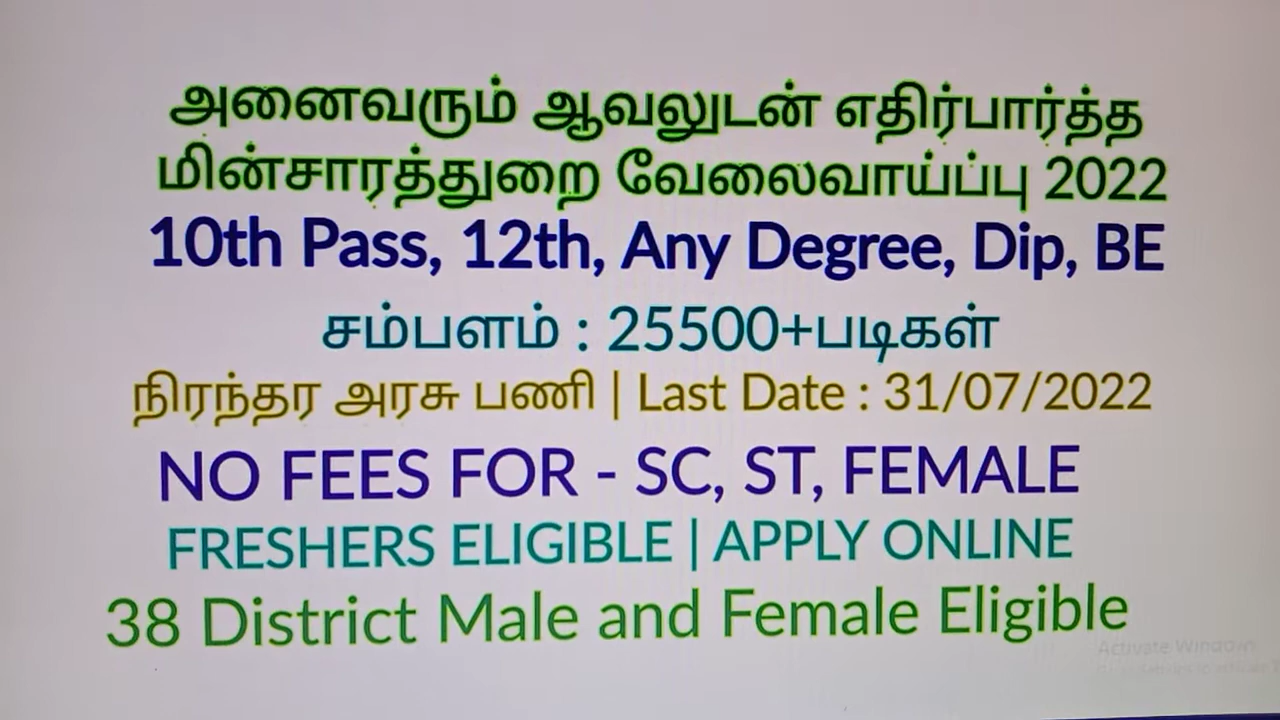 அனைவரும் ஆவலுடன் எதிர்பார்த்த
மின்சாரத்துறை வேலைவாய்ப்பு 2022
10th Pass, 12th, Any Degree, Dip, BE
சம்பளம் : 25500+படிகள்
நிரந்தர அரசு பணி | Last Date : 31/07/2022
NO FEES FOR - SC, ST, FEMALE
FRESHERS ELIGIBLE | APPLY ONLINE
38 District Male and Female Eligible
Activate Windows